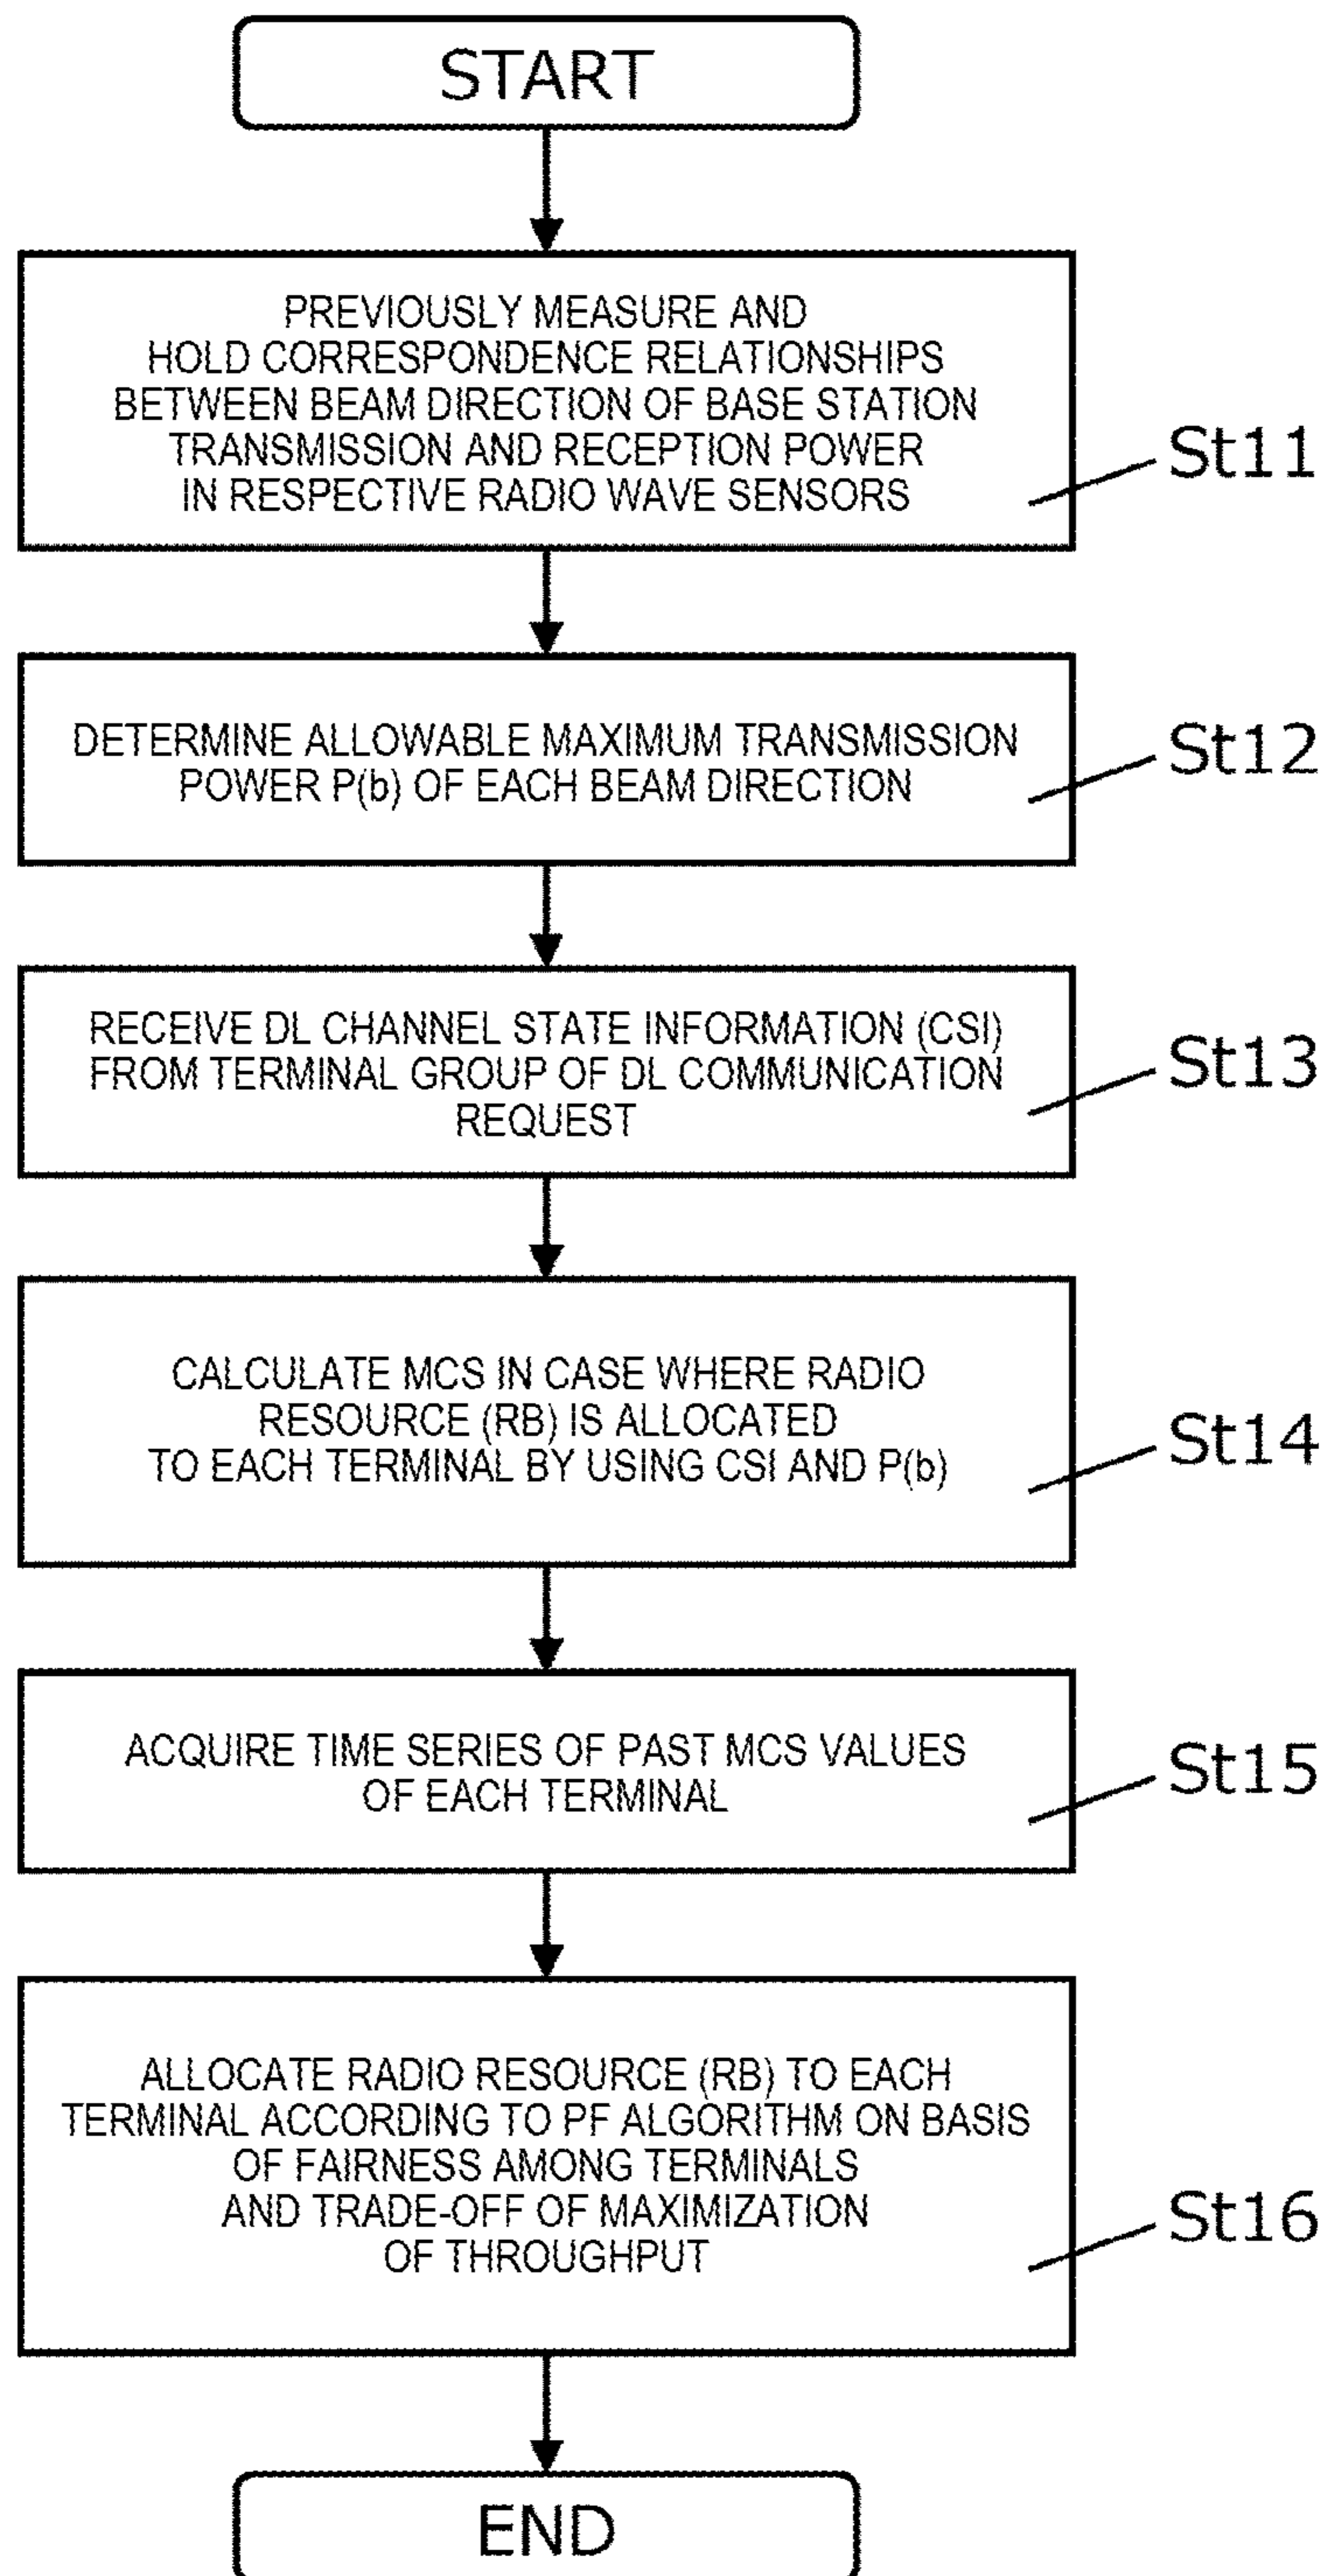 START
PREVIOUSLY MEASURE AND
HOLD CORRESPONDENCE RELATIONSHIPS
BETWEEN BEAM DIRECTION OF BASE STATION
TRANSMISSION AND RECEPTION POWER
IN RESPECTIVE RADIO WAVE SENSORS
St11
DETERMINE ALLOWABLE MAXIMUM TRANSMISSION
POWER P(b) OF EACH BEAM DIRECTION
St12
RECEIVE DL CHANNEL STATE INFORMATION (CSI)
FROM TERMINAL GROUP OF DL COMMUNICATION
REQUEST
St13
CALCULATE MCS IN CASE WHERE RADIO
RESOURCE (RB) IS ALLOCATED
TO EACH TERMINAL BY USING CSI AND P(b)
St14
ACQUIRE TIME SERIES OF PAST MCS VALUES
OF EACH TERMINAL
St15
ALLOCATE RADIO RESOURCE (RB) TO EACH
TERMINAL ACCORDING TO PF ALGORITHM ON BASIS
OF FAIRNESS AMONG TERMINALS
AND TRADE-OFF OF MAXIMIZATION
OF THROUGHPUT
St16
END